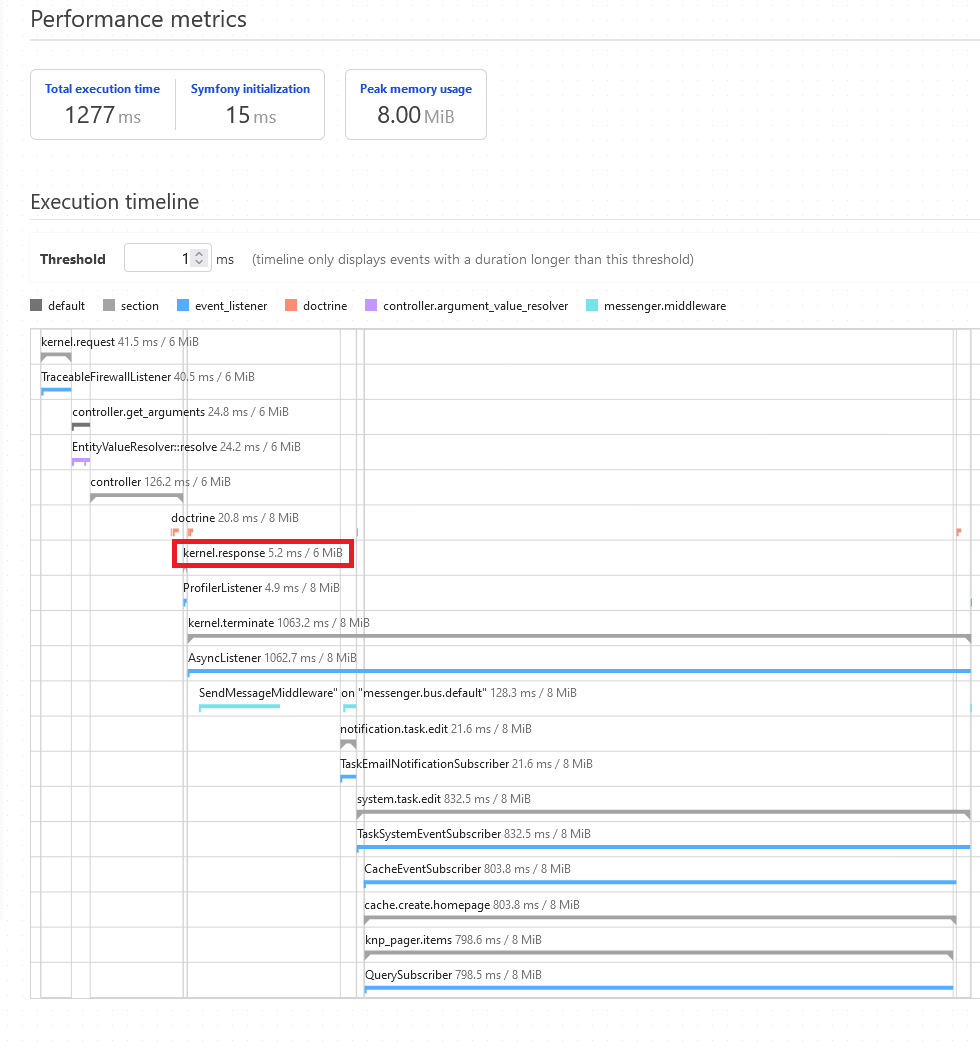 Performance metrics
Total execution time
1277 ms
Symfony initialization
15 ms
Peak memory usage
8.00 MiB
Execution timeline
Threshold 1 ms (timeline only displays events with a duration longer than this threshold)
default section event_listener doctrine controller.argument_value_resolver messenger.middleware
kernel.request 41.5 ms / 6 MiB
TraceableFirewallListener 40.5 ms / 6 MiB
controller.get_arguments 24.8 ms / 6 MiB
EntityValueResolver::resolve 24.2 ms / 6 MiB
controller 126.2 ms / 6 MiB
doctrine 20.8 ms / 8 MiB
kernel.response 5.2 ms / 6 MiB
ProfilerListener 4.9 ms / 8 MiB
kernel.terminate 1063.2 ms / 8 MiB
AsyncListener 1062.7 ms / 8 MiB
SendMessageMiddleware" on "messenger.bus.default" 128.3 ms / 8 MiB
notification.task.edit 21.6 ms / 8 MiB
TaskEmailNotificationSubscriber 21.6 ms / 8 MiB
system.task.edit 832.5 ms / 8 MiB
TaskSystemEventSubscriber 832.5 ms / 8 MiB
CacheEventSubscriber 803.8 ms / 8 MiB
cache.create.homepage 803.8 ms / 8 MiB
knp_pager.items 798.6 ms / 8 MiB
QuerySubscriber 798.5 ms / 8 MiB